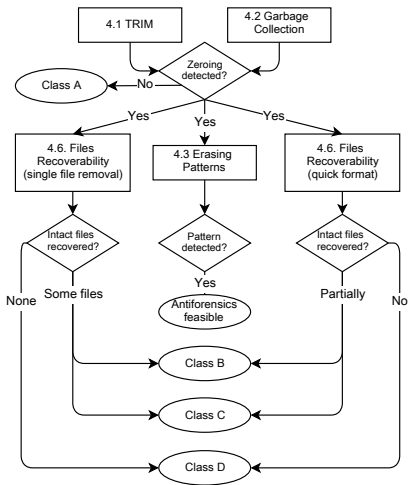 4.1 TRIM
4.2 Garbage
Collection
Zeroing
detected?
Class A
No
Yes
Yes
Yes
4.6. Files
Recoverability
(single file removal)
4.3 Erasing
Patterns
4.6. Files
Recoverability
(quick format)
Intact files
recovered?
Pattern
detected?
Intact files
recovered?
None
Some files
Yes
Partially
No
Antiforensics
feasible
Class B
Class C
Class D